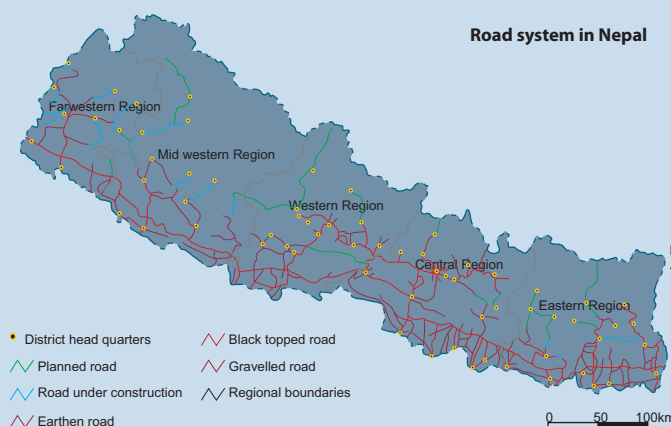 Road system in Nepal
Farwestern Region
Mid western Region
Western Region
Central Region
Eastern Region
District head quarters
Planned road
Road under construction
Earthen road
Black topped road
Gravelled road
Regional boundaries
0 50 100km